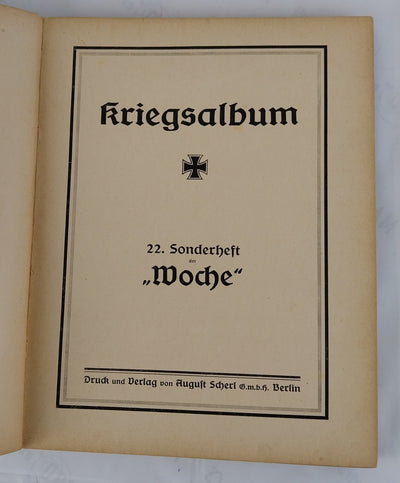 Kriegsalbum
22. Sonderheft
der
„Woche“
Druck und Verlag von August Scherl G.m.b.H. Berlin